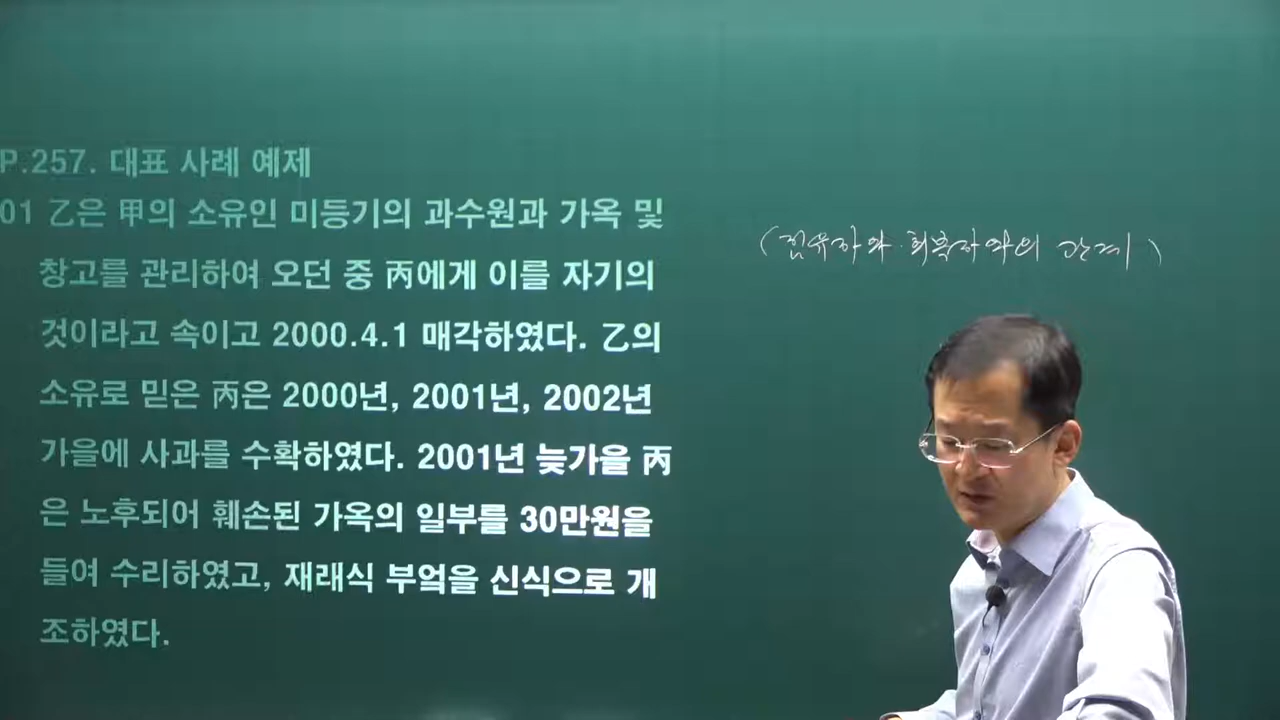 P.257. 대표 사례 예제
01 乙은 甲의 소유인 미등기의 과수원과 가옥 및
창고를 관리하여 오던 중 丙에게 이를 자기의
것이라고 속이고 2000.4.1 매각하였다. 乙의
소유로 믿은 丙은 2000년, 2001년, 2002년
가을에 사과를 수확하였다. 2001년 늦가을 丙
은 노후되어 훼손된 가옥의 일부를 30만원을
들여 수리하였고, 재래식 부엌을 신식으로 개
조하였다.
(점유자와 회복자와의 관계)